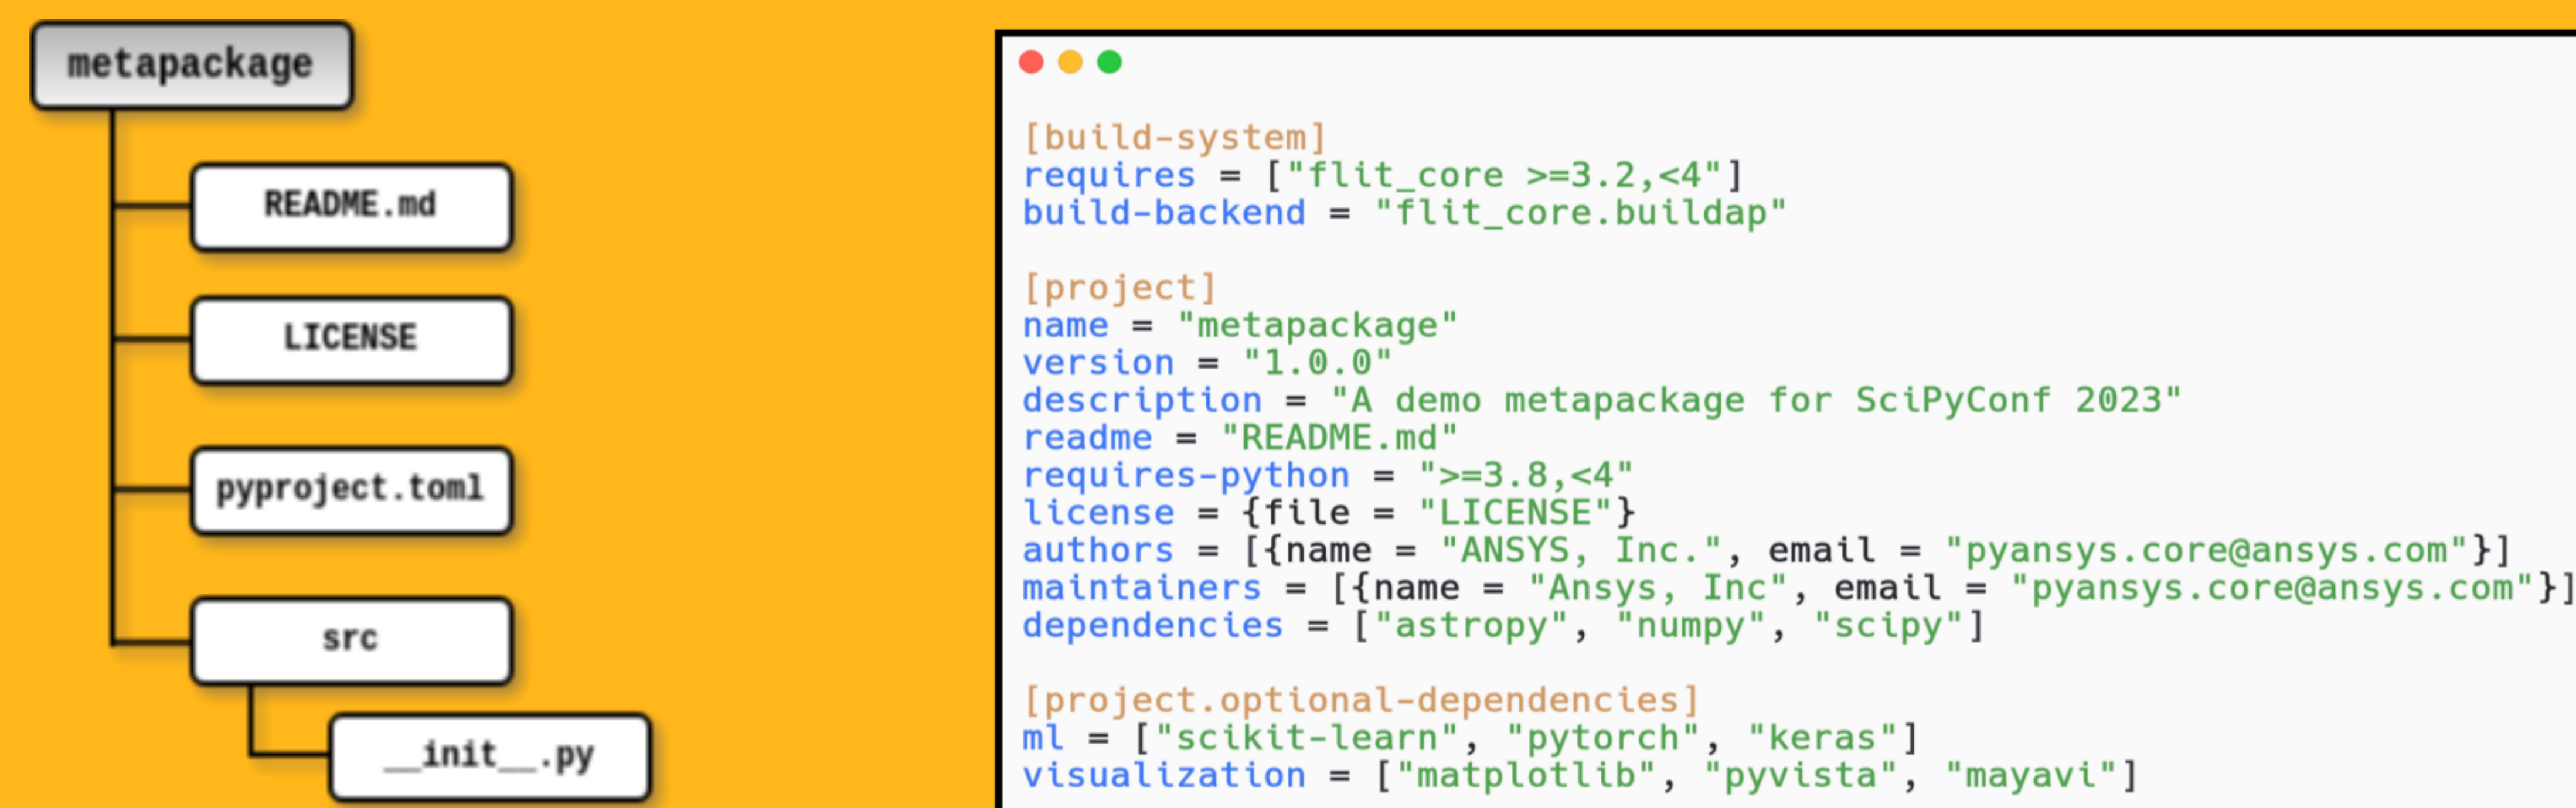 metapackage
README.md
LICENSE
pyproject.toml
src
__init__.py
[build-system]
requires = ["flit_core >=3.2,<4"]
build-backend = "flit_core.buildap"
[project]
name = "metapackage"
version = "1.0.0"
description = "A demo metapackage for SciPyConf 2023"
readme = "README.md"
requires-python = ">=3.8,<4"
license = {file = "LICENSE"}
authors = [{name = "ANSYS, Inc.", email = "pyansys.core@ansys.com"}]
maintainers = [{name = "Ansys, Inc", email = "pyansys.core@ansys.com"}]
dependencies = ["astropy", "numpy", "scipy"]
[project.optional-dependencies]
ml = ["scikit-learn", "pytorch", "keras"]
visualization = ["matplotlib", "pyvista", "mayavi"]